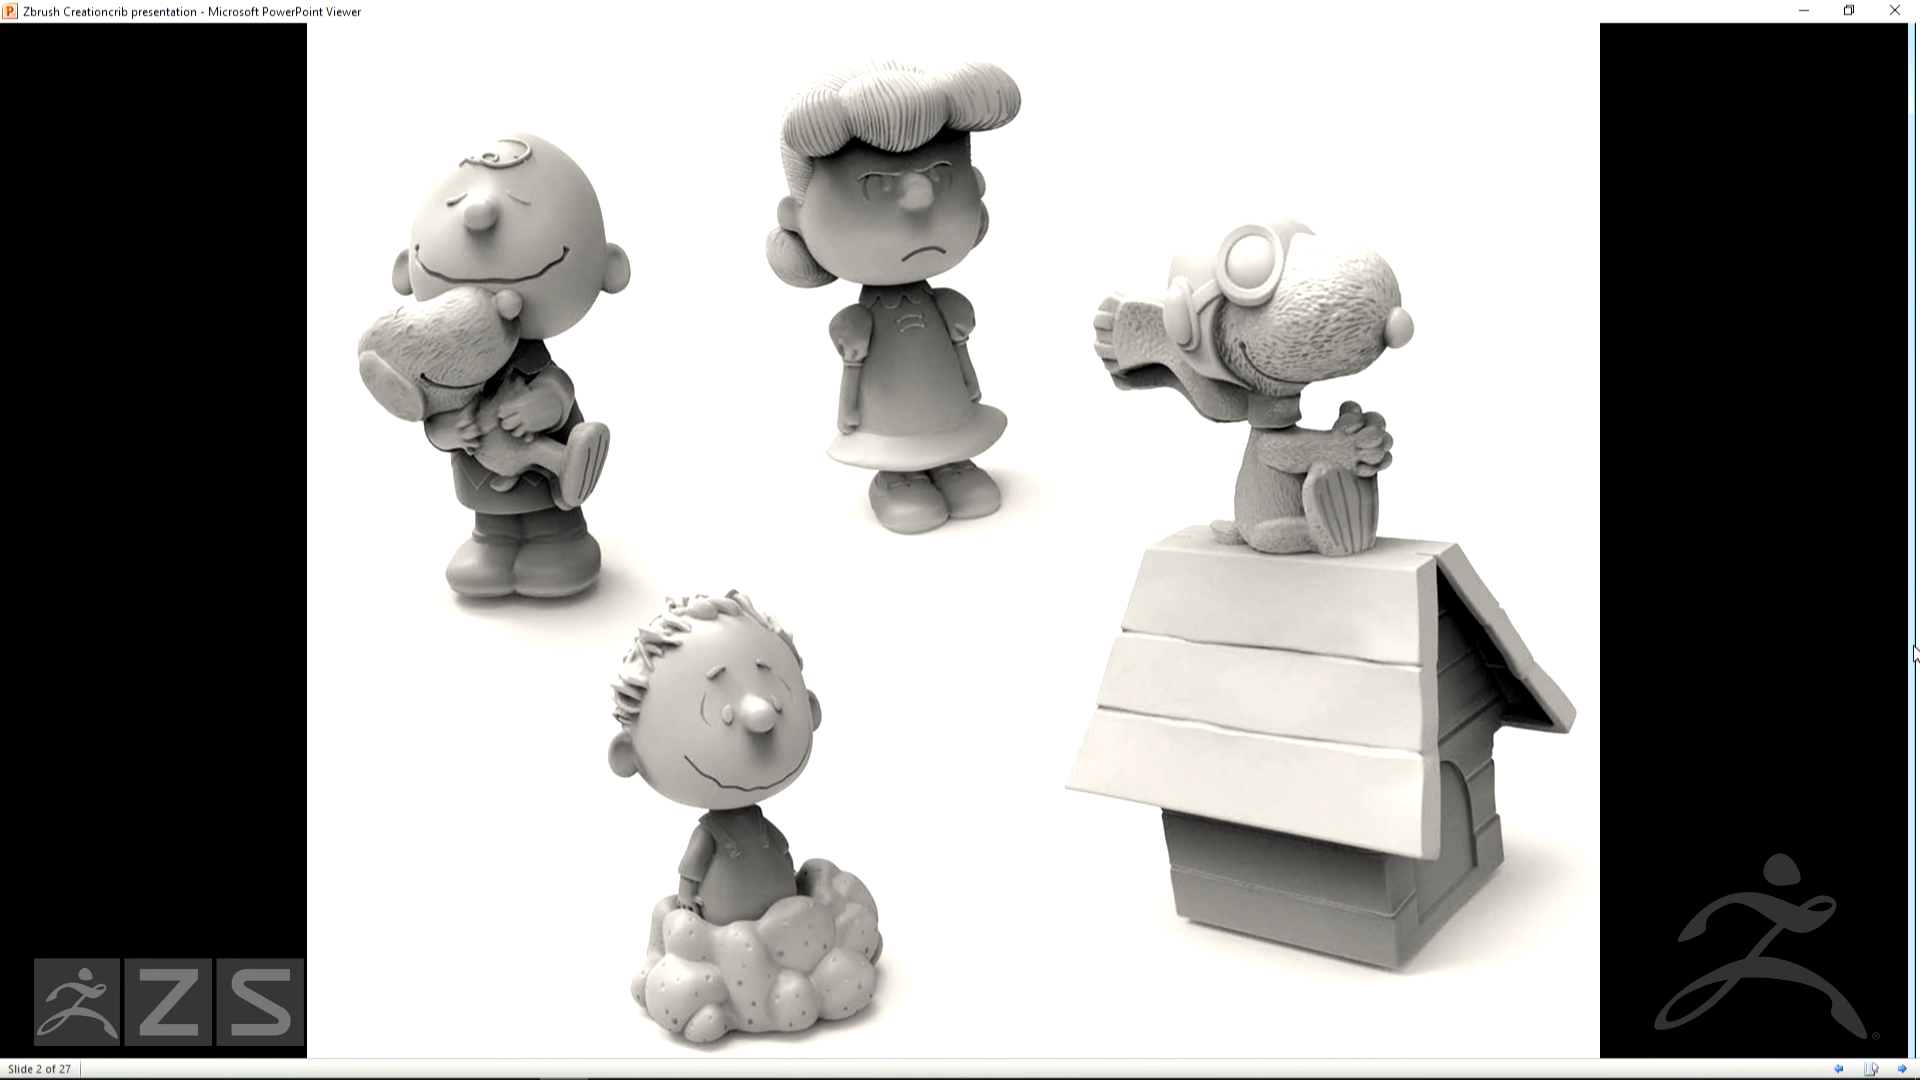 Zbrush Creationcrib presentation - Microsoft PowerPoint Viewer
ZS
Slide 2 of 27